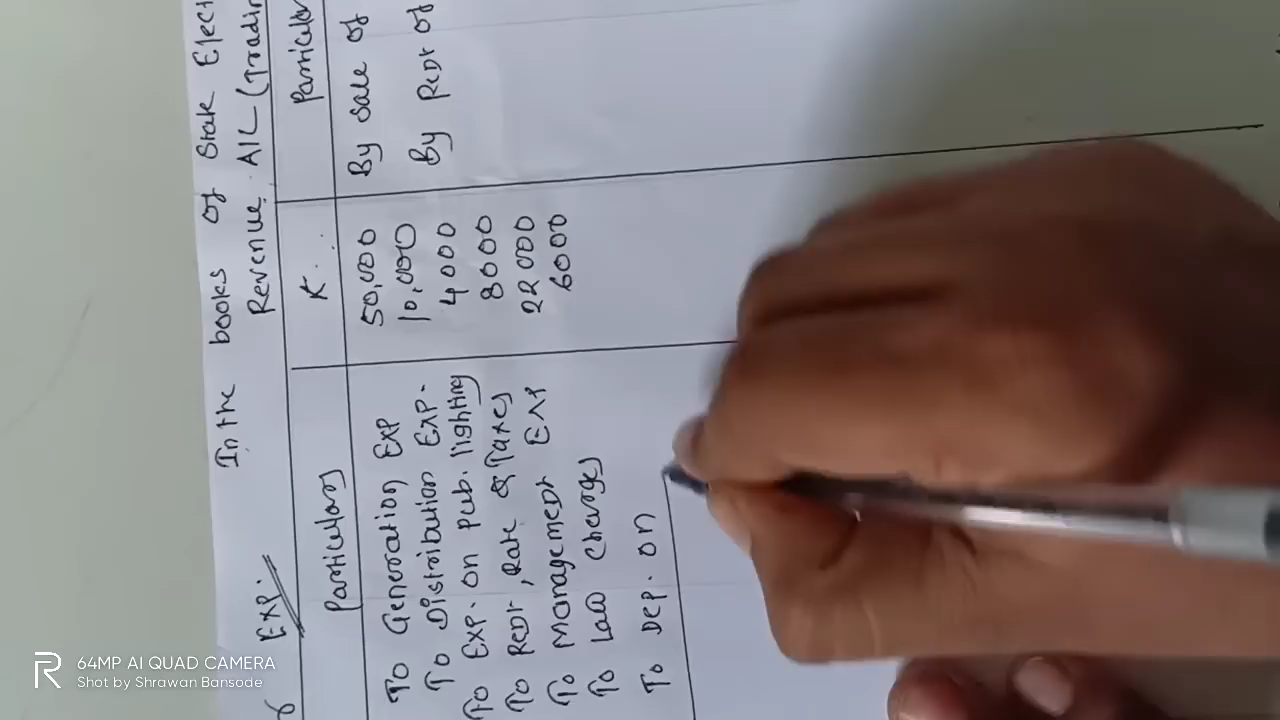 EXP.
In the books of State Elect
Revenue A/C (Tradin
Particulars K. Particular
To Generation EXP 50,000 By Sale of
To Distribution EXP. 10,000 By Rent of
To EXP. on Pub. lighting 4000
To Rent, Rate & Taxes 8000
To Management EXP 22000
To Law Charges 6000
To Dep. on
64MP AI QUAD CAMERA
Shot by Shrawan Bansode